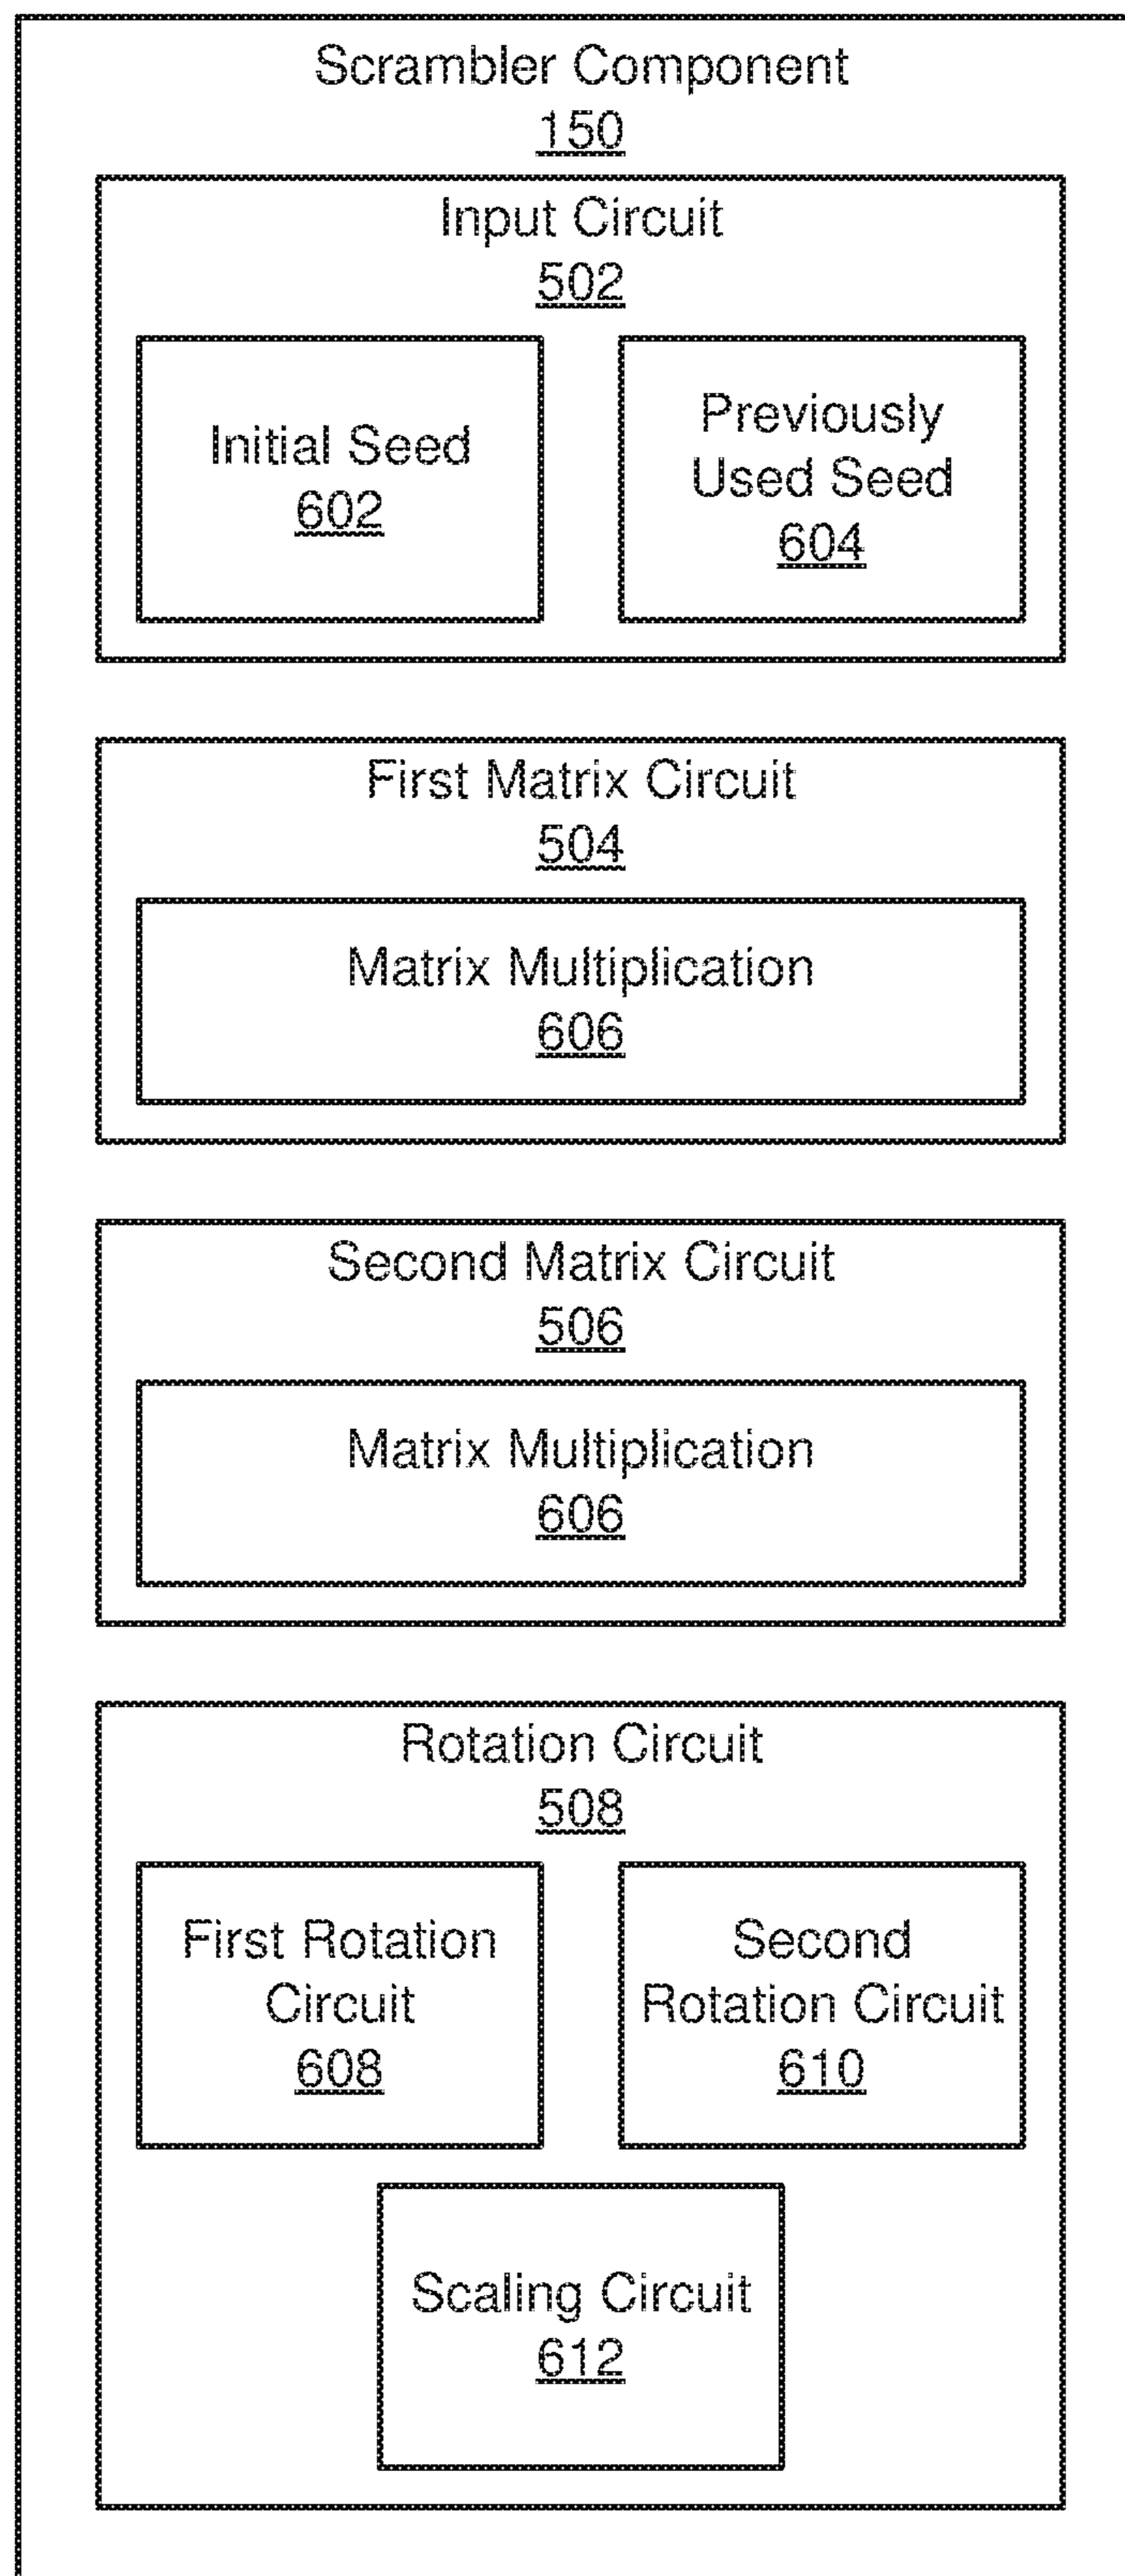 Scrambler Component
150
Input Circuit
502
Initial Seed
602
Previously
Used Seed
604
First Matrix Circuit
504
Matrix Multiplication
606
Second Matrix Circuit
506
Matrix Multiplication
606
Rotation Circuit
508
First Rotation
Circuit
608
Second
Rotation Circuit
610
Scaling Circuit
612